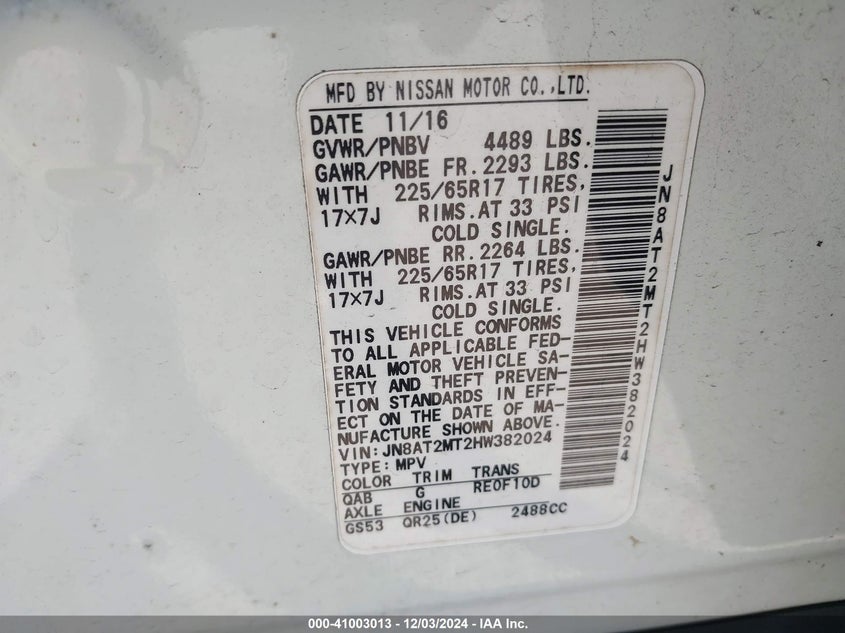 MFD BY NISSAN MOTOR CO.,LTD.
DATE 11/16
GVWR/PNBV 4489 LBS.
GAWR/PNBE FR. 2293 LBS.
WITH 225/65R17 TIRES,
17×7J RIMS. AT 33 PSI
COLD SINGLE.
GAWR/PNBE RR. 2264 LBS.
WITH 225/65R17 TIRES,
17×7J RIMS. AT 33 PSI
COLD SINGLE.
THIS VEHICLE CONFORMS
TO ALL APPLICABLE FED-
ERAL MOTOR VEHICLE SA-
FETY AND THEFT PREVEN-
TION STANDARDS IN EFF-
ECT ON THE DATE OF MA-
NUFACTURE SHOWN ABOVE.
VIN: JN8AT2MT2HW382024
TYPE: MPV
COLOR TRIM TRANS
QAB G RE0F10D
AXLE ENGINE
GS53 QR25(DE) 2488CC
JN8AT2MT2HW382024
000-41003013 - 12/03/2024 - IAA Inc.